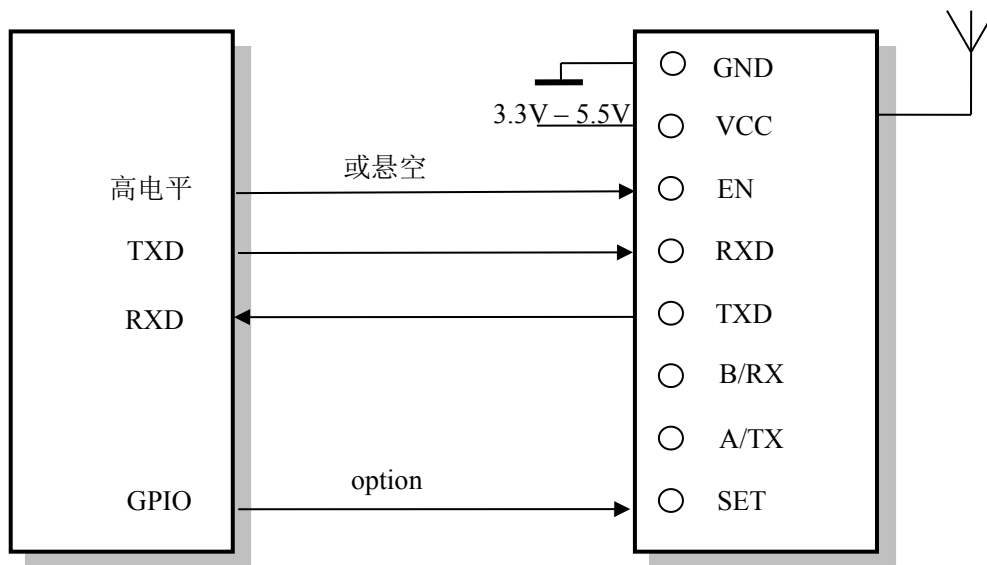 GND
3.3V – 5.5V
VCC
高电平
或悬空
EN
TXD
RXD
RXD
TXD
B/RX
A/TX
GPIO
option
SET